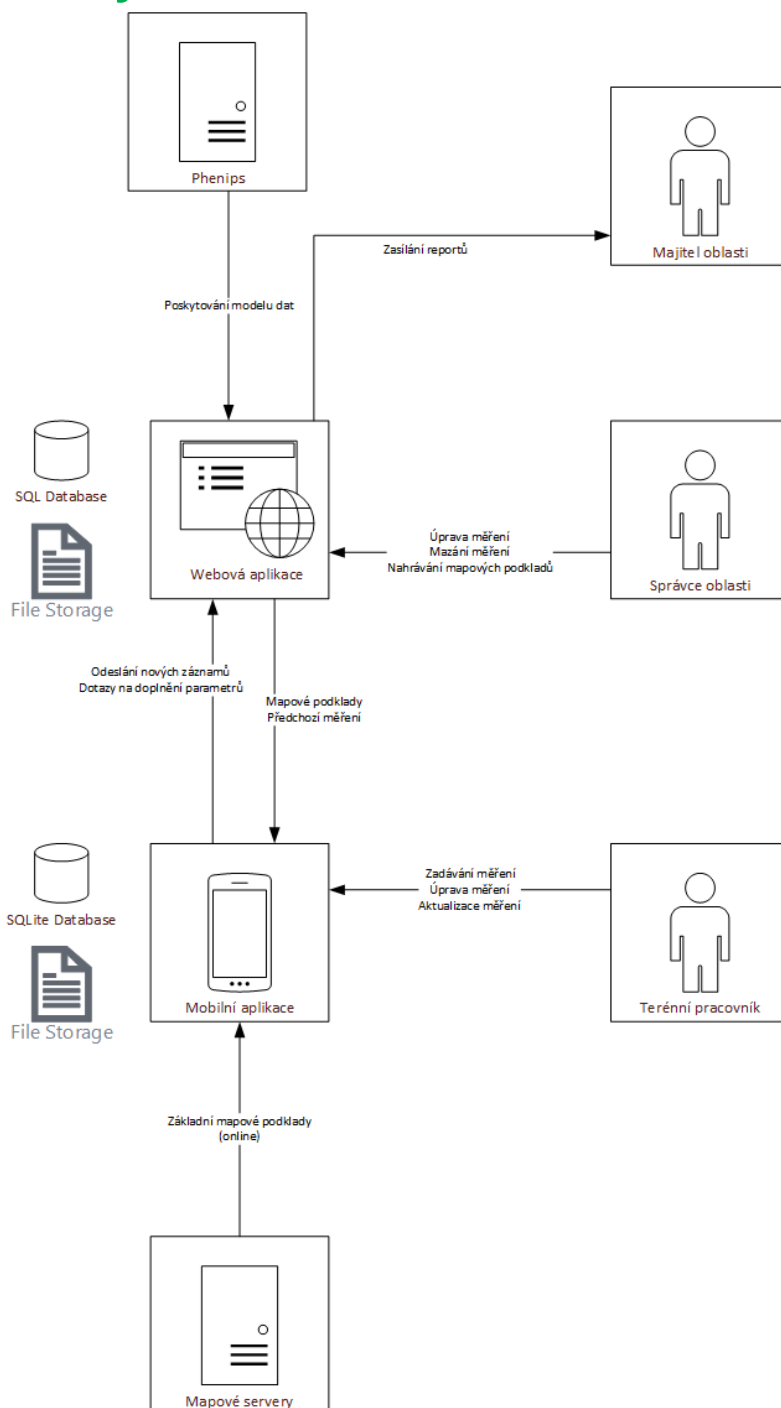 Phenips
Majitel oblasti
Zasílání reportů
Poskytování modelu dat
SQL Database
File Storage
Webová aplikace
Úprava měření
Mazání měření
Nahrávání mapových podkladů
Správce oblasti
Odeslání nových záznamů
Dotazy na doplnění parametrů
Mapové podklady
Předchozí měření
SQLite Database
File Storage
Mobilní aplikace
Zadávání měření
Úprava měření
Aktualizace měření
Terénní pracovník
Základní mapové podklady
(online)
Mapové servery